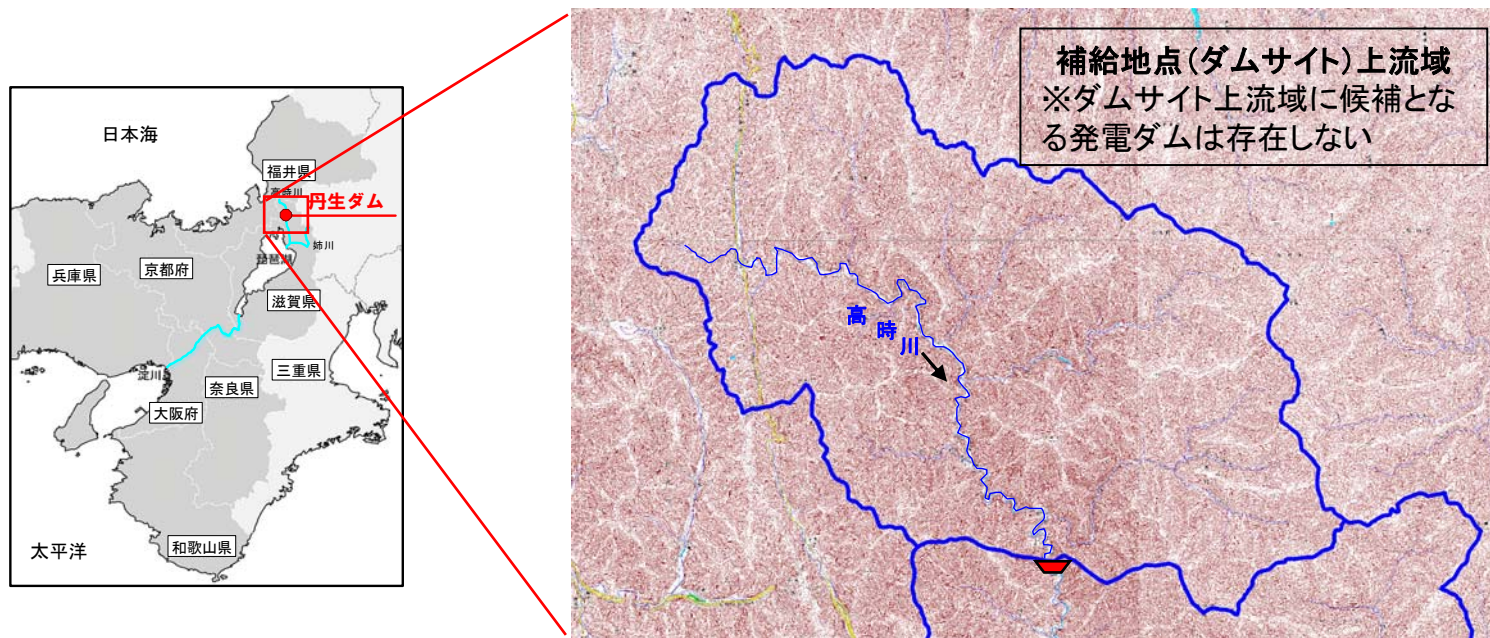 日本海
福井県
高時川
丹生ダム
姉川
琵琶湖
兵庫県
京都府
滋賀県
淀川
三重県
奈良県
大阪府
太平洋
和歌山県
補給地点(ダムサイト)上流域
※ダムサイト上流域に候補とな
る発電ダムは存在しない
高時川